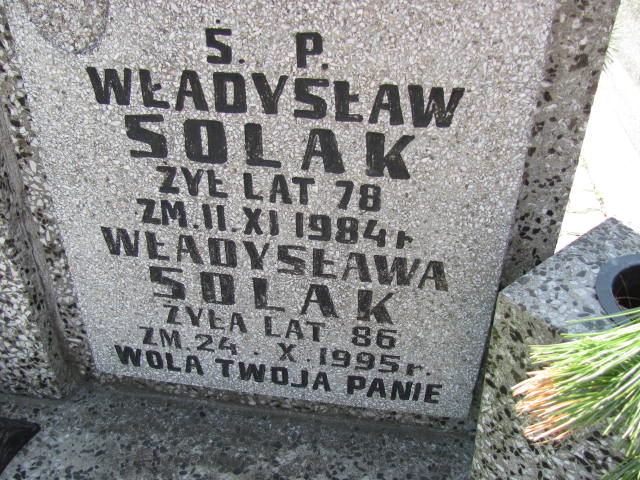 Ś. P.
WŁADYSŁAW
SOLAK
ŻYŁ LAT 78
ZM. 11. XI 1984 r.
WŁADYSŁAWA
SOLAK
ŻYŁA LAT 86
ZM. 24. X. 1995 r.
WOLA TWOJA PANIE